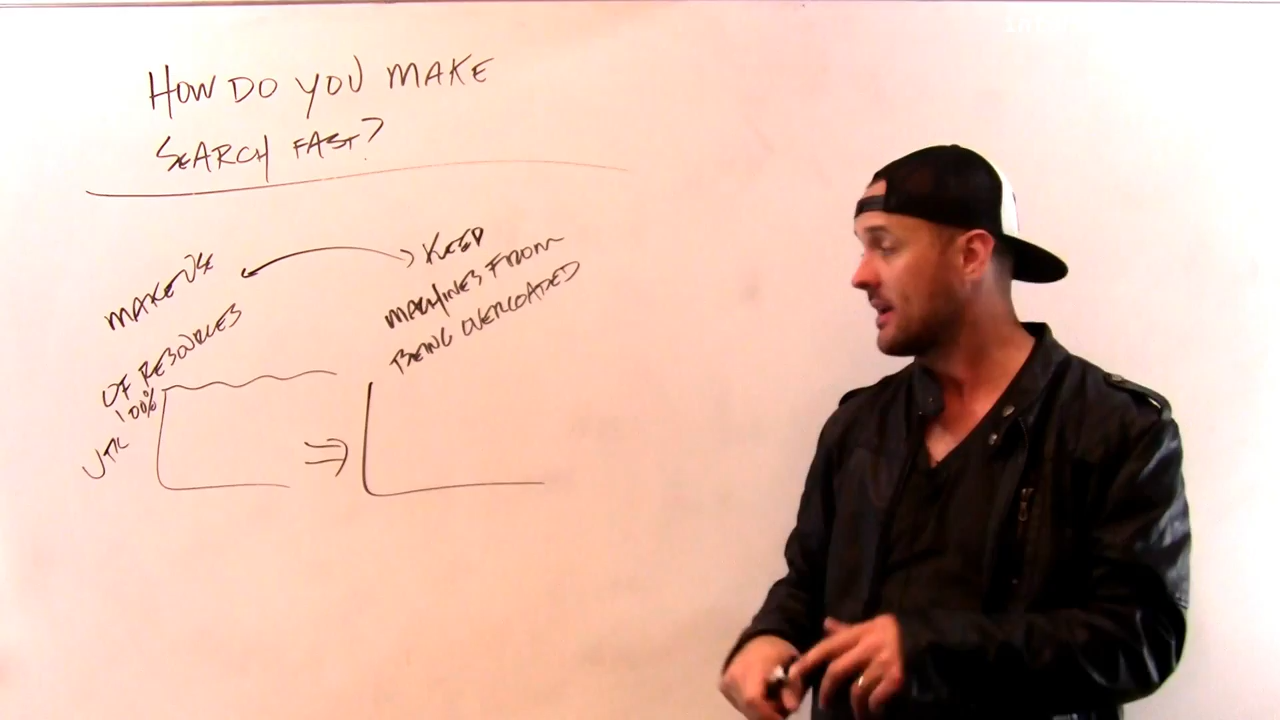 HOW DO YOU MAKE
SEARCH FAST?
MAKE USE
OF RESOURCES
100%
UTIL
KEEP
MACHINES FROM
BEING OVERLOADED